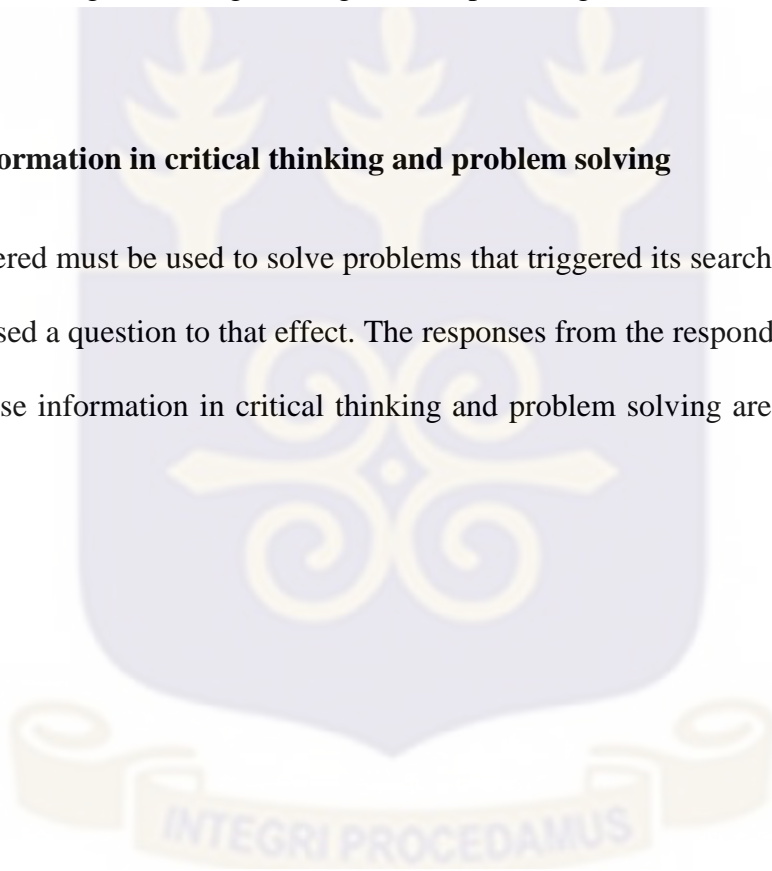 ormation in critical thinking and problem solving
ered must be used to solve problems that triggered its search
sed a question to that effect. The responses from the respond
se information in critical thinking and problem solving are
INTEGRI PROCEDAMUS